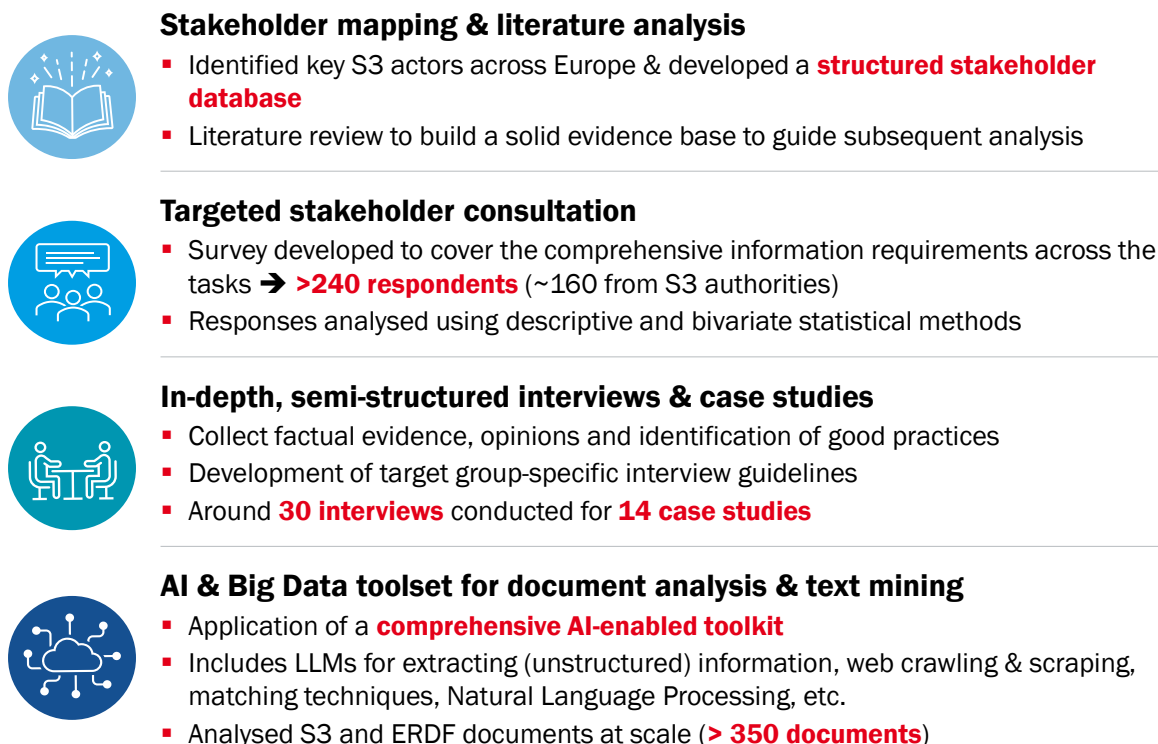 Stakeholder mapping & literature analysis
▪ Identified key S3 actors across Europe & developed a structured stakeholder
database
▪ Literature review to build a solid evidence base to guide subsequent analysis
Targeted stakeholder consultation
▪ Survey developed to cover the comprehensive information requirements across the
tasks ➔ >240 respondents (~160 from S3 authorities)
▪ Responses analysed using descriptive and bivariate statistical methods
In-depth, semi-structured interviews & case studies
▪ Collect factual evidence, opinions and identification of good practices
▪ Development of target group-specific interview guidelines
▪ Around 30 interviews conducted for 14 case studies
AI & Big Data toolset for document analysis & text mining
▪ Application of a comprehensive AI-enabled toolkit
▪ Includes LLMs for extracting (unstructured) information, web crawling & scraping,
matching techniques, Natural Language Processing, etc.
▪ Analysed S3 and ERDF documents at scale (> 350 documents)